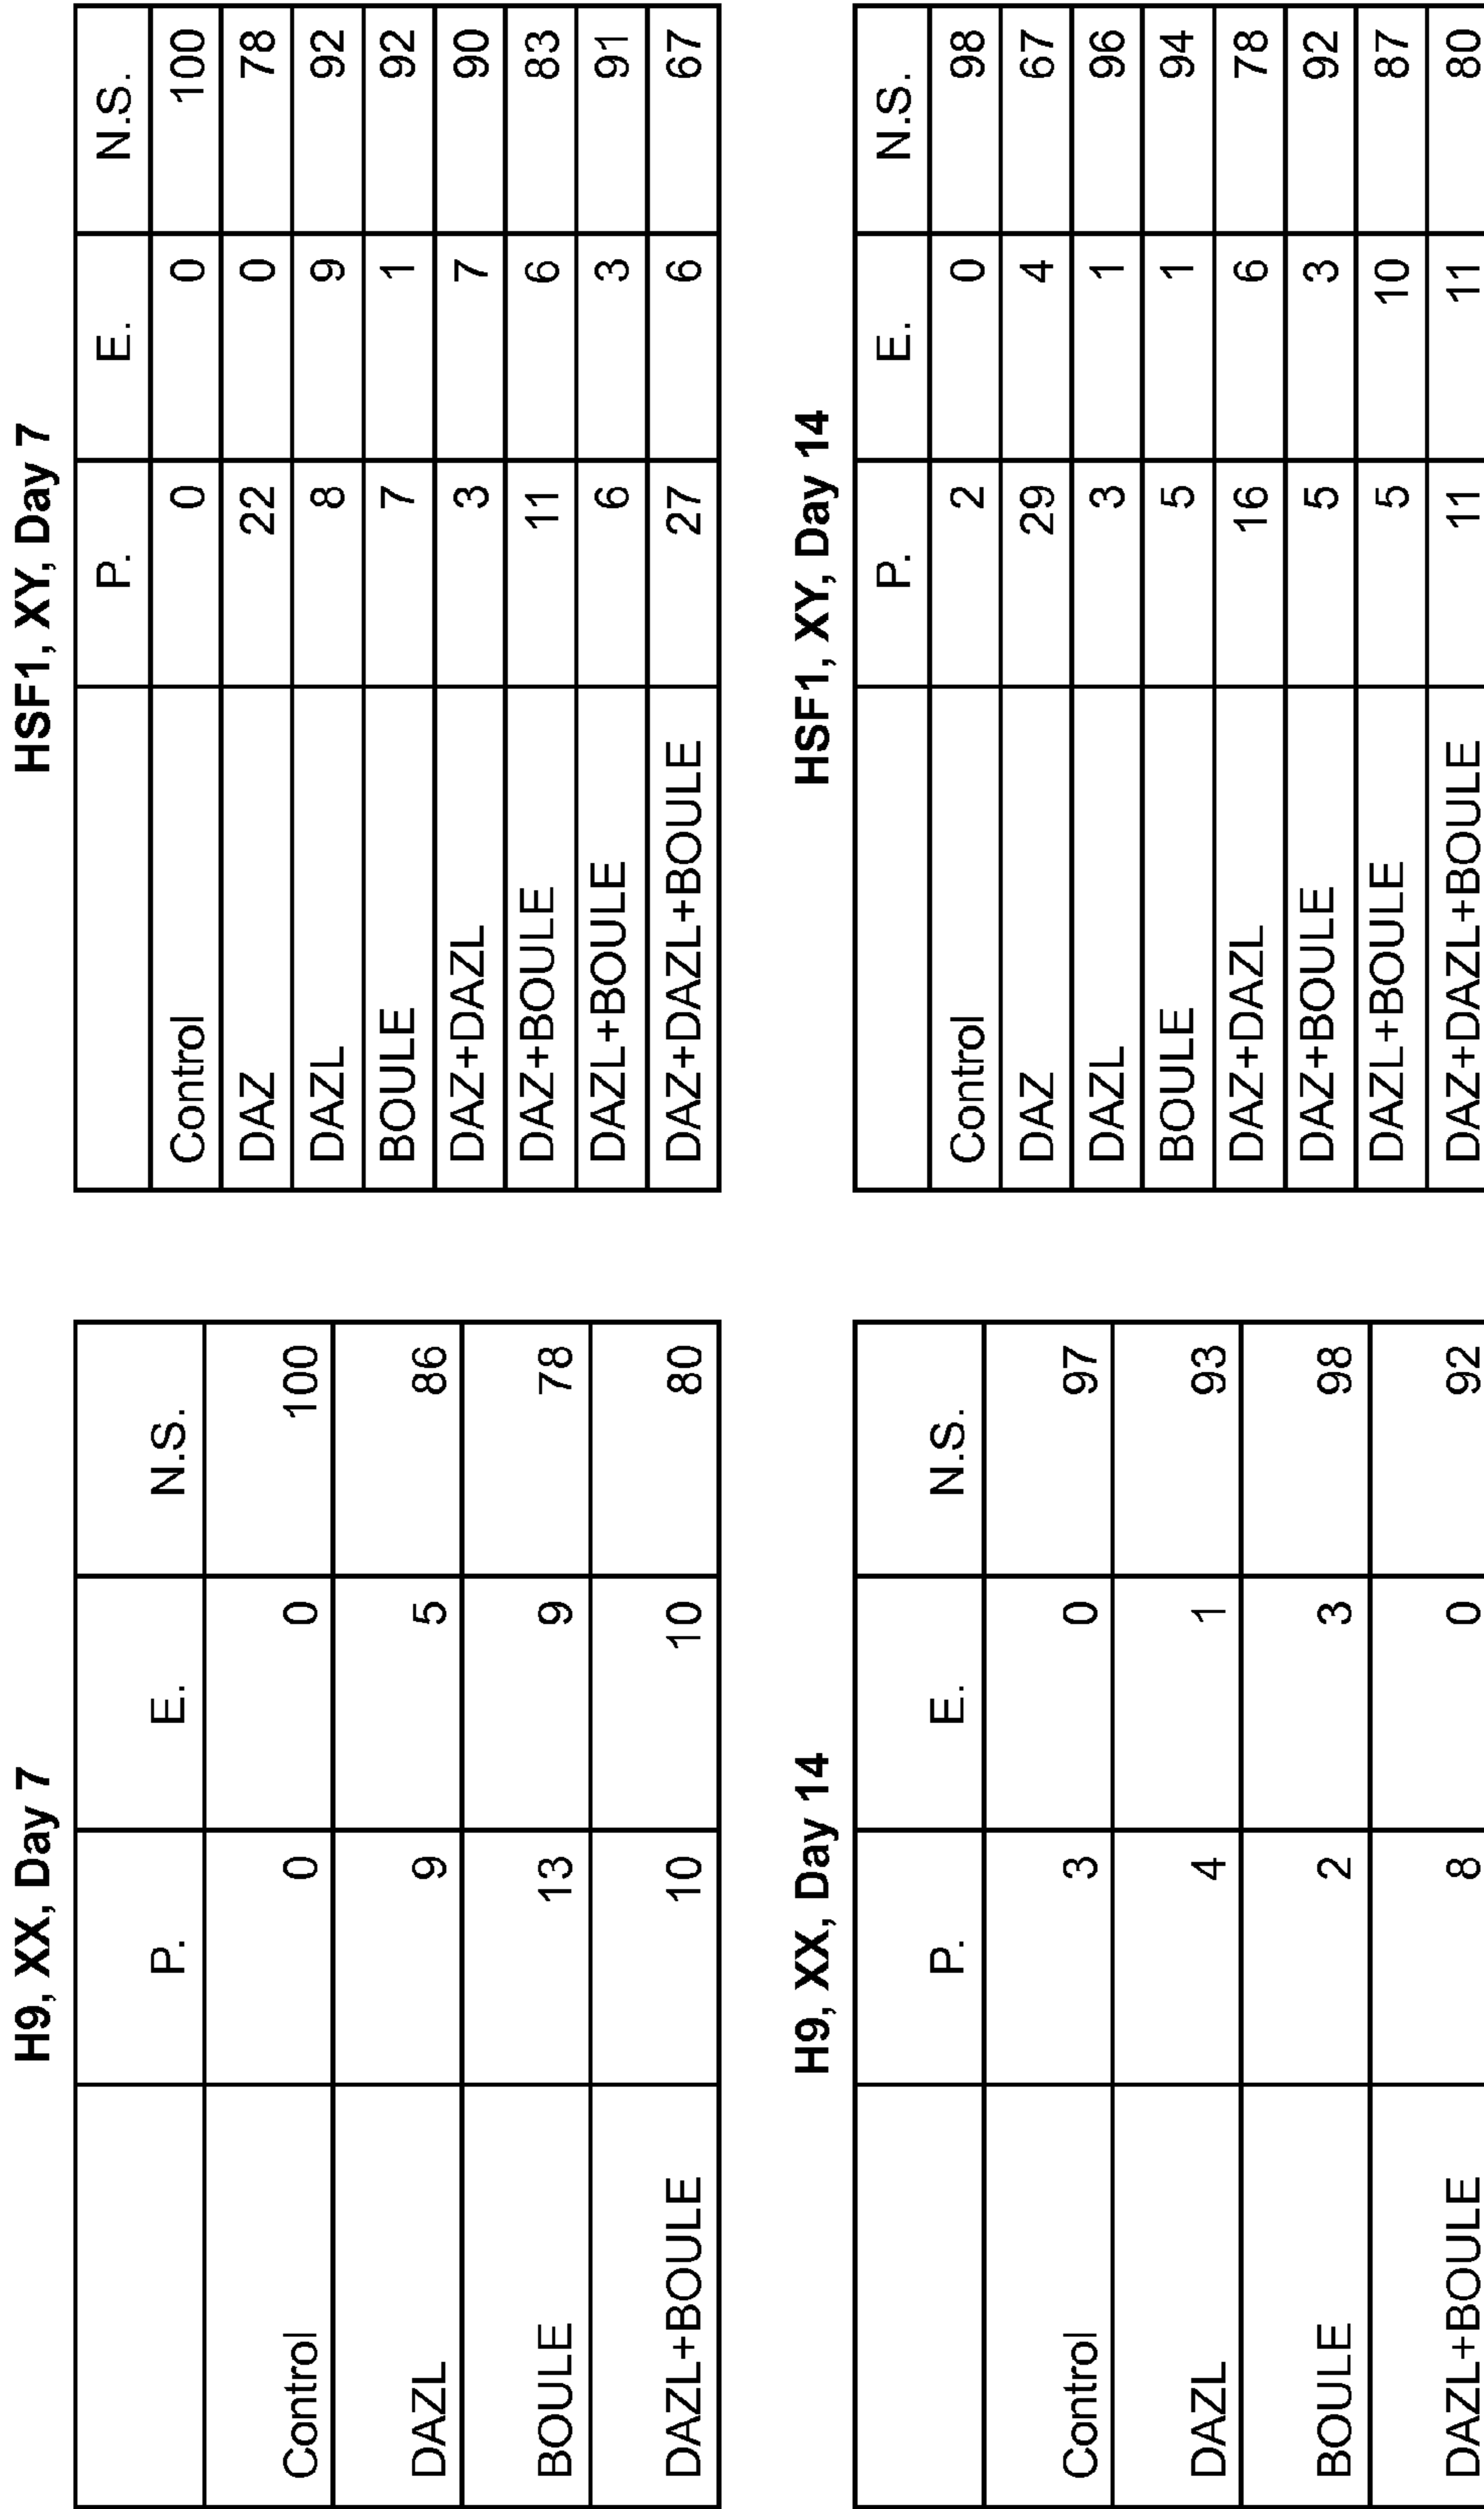 H9, XX, Day 7
P. E. N.S.
Control 0 0 100
DAZL 9 5 86
BOULE 13 9 78
DAZL+BOULE 10 10 80
HSF1, XY, Day 7
P. E. N.S.
Control 0 0 100
DAZ 22 0 78
DAZL 8 9 92
BOULE 7 1 92
DAZ+DAZL 3 7 90
DAZ+BOULE 11 6 83
DAZL+BOULE 6 3 91
DAZ+DAZL+BOULE 27 6 67
H9, XX, Day 14
P. E. N.S.
Control 3 0 97
DAZL 4 1 93
BOULE 2 3 98
DAZL+BOULE 8 0 92
HSF1, XY, Day 14
P. E. N.S.
Control 2 0 98
DAZ 29 4 67
DAZL 3 1 96
BOULE 5 1 94
DAZ+DAZL 16 6 78
DAZ+BOULE 5 3 92
DAZL+BOULE 5 10 87
DAZ+DAZL+BOULE 11 11 80